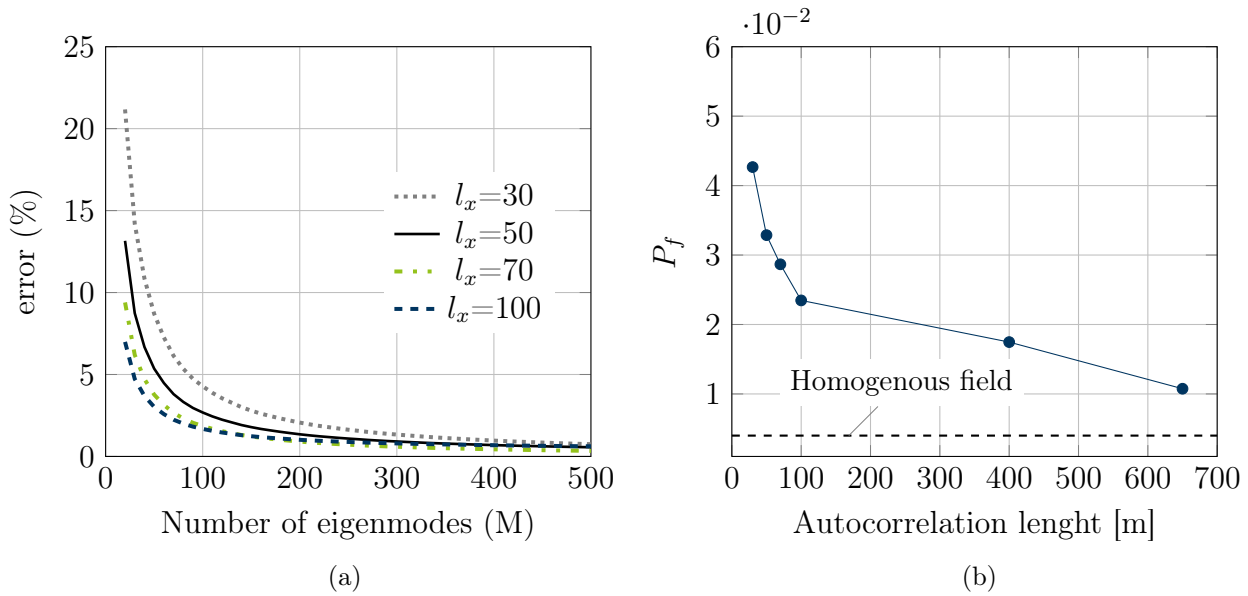 25
20
15
10
5
0
0 100 200 300 400 500
error (%)
Number of eigenmodes (M)
l_x=30
l_x=50
l_x=70
l_x=100
(a)
·10^{−2}
6
5
4
3
2
1
0 100 200 300 400 500 600 700
P_f
Homogenous field
Autocorrelation lenght [m]
(b)